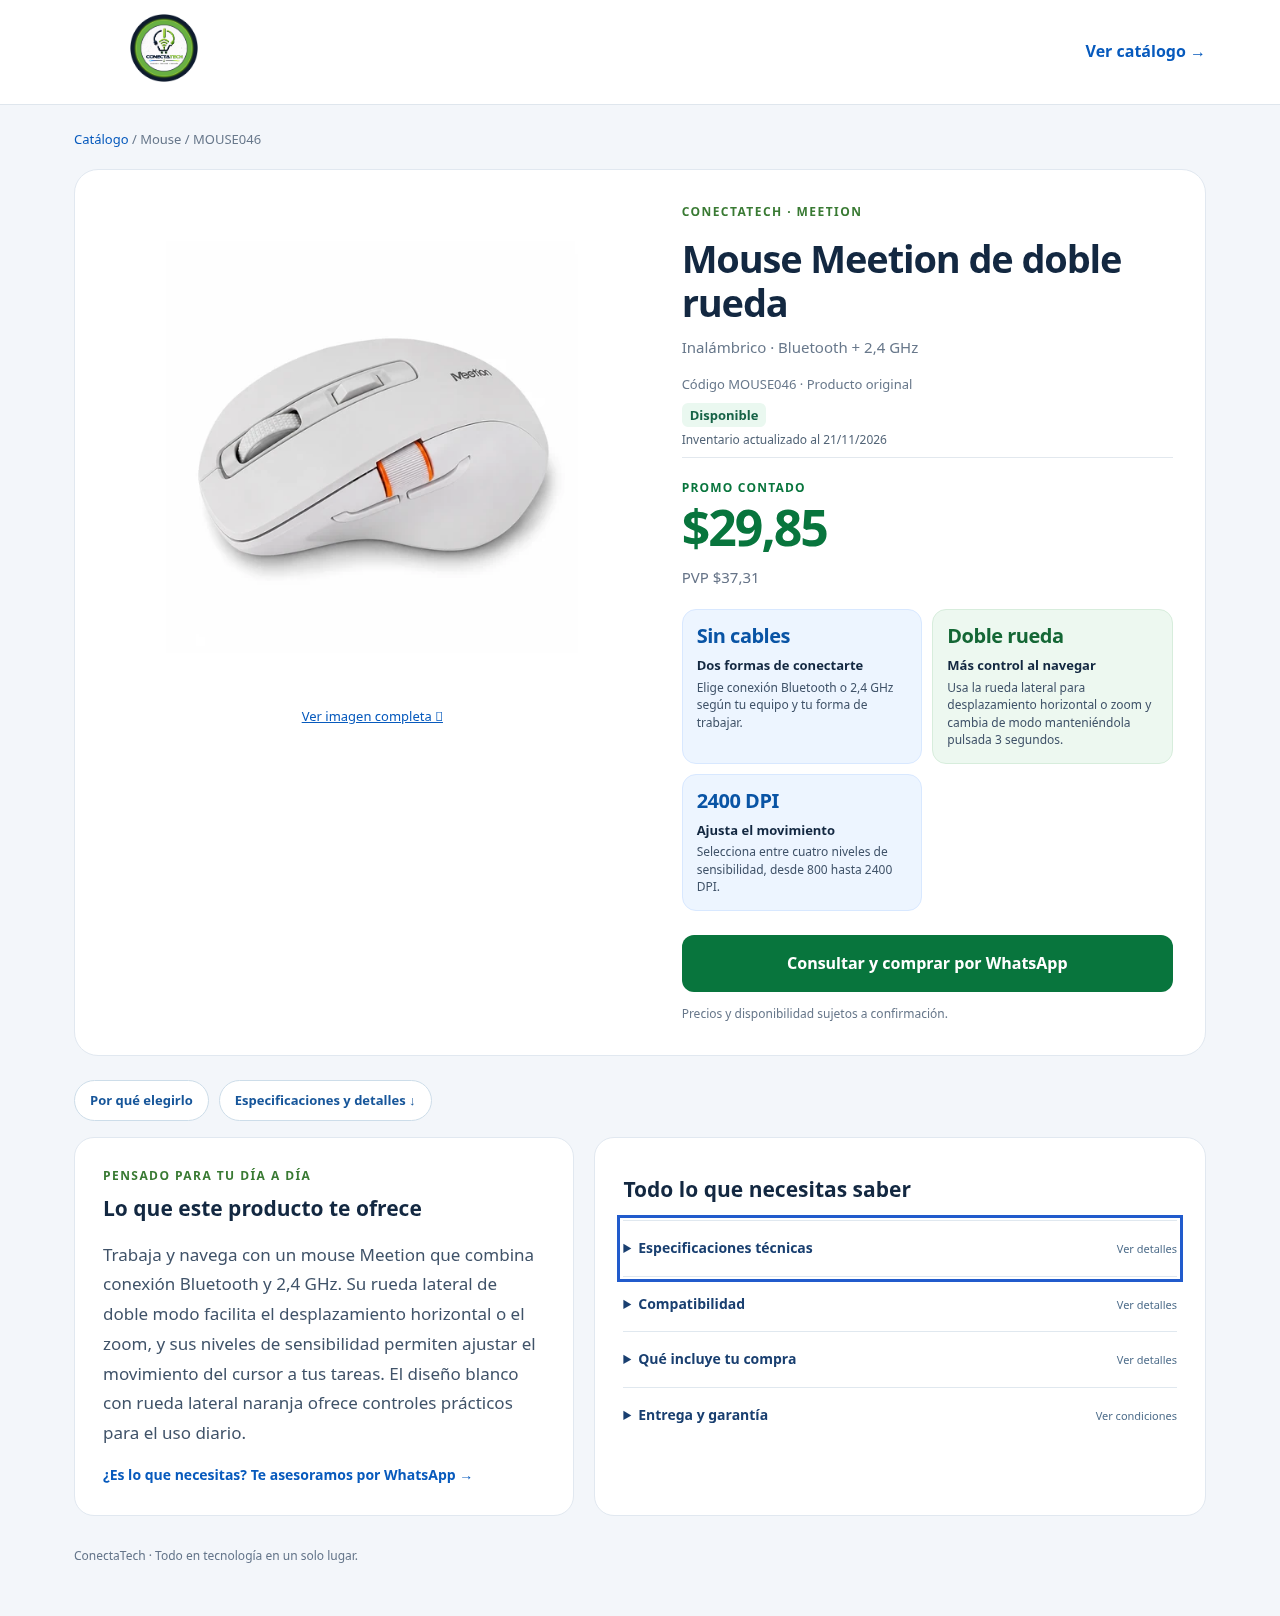 CONECTATECH
Ver catálogo →
Catálogo / Mouse / MOUSE046
Meetion
CONECTATECH · MEETION
Mouse Meetion de doble
rueda
Inalámbrico · Bluetooth + 2,4 GHz
Código MOUSE046 · Producto original
Disponible
Inventario actualizado al 21/11/2026
PROMO CONTADO
$29,85
PVP $37,31
Sin cables
Dos formas de conectarte
Elige conexión Bluetooth o 2,4 GHz
según tu equipo y tu forma de
trabajar.
Doble rueda
Más control al navegar
Usa la rueda lateral para
desplazamiento horizontal o zoom y
cambia de modo manteniéndola
pulsada 3 segundos.
2400 DPI
Ajusta el movimiento
Selecciona entre cuatro niveles de
sensibilidad, desde 800 hasta 2400
DPI.
Ver imagen completa
Consultar y comprar por WhatsApp
Precios y disponibilidad sujetos a confirmación.
Por qué elegirlo
Especificaciones y detalles ↓
PENSADO PARA TU DÍA A DÍA
Lo que este producto te ofrece
Trabaja y navega con un mouse Meetion que combina
conexión Bluetooth y 2,4 GHz. Su rueda lateral de
doble modo facilita el desplazamiento horizontal o el
zoom, y sus niveles de sensibilidad permiten ajustar el
movimiento del cursor a tus tareas. El diseño blanco
con rueda lateral naranja ofrece controles prácticos
para el uso diario.
¿Es lo que necesitas? Te asesoramos por WhatsApp →
Todo lo que necesitas saber
▶ Especificaciones técnicas Ver detalles
▶ Compatibilidad Ver detalles
▶ Qué incluye tu compra Ver detalles
▶ Entrega y garantía Ver condiciones
ConectaTech · Todo en tecnología en un solo lugar.